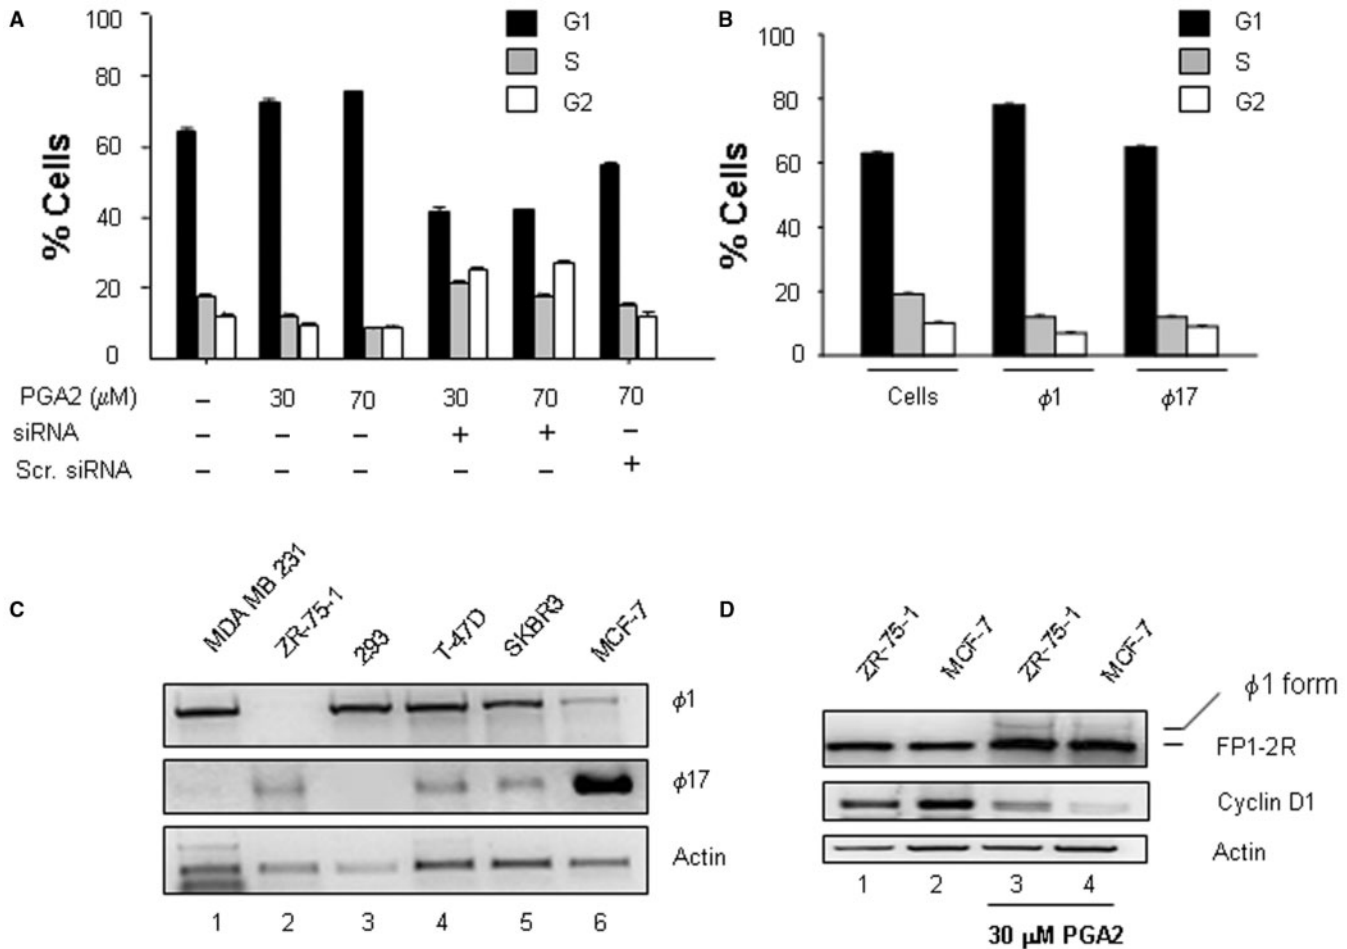 A
100
80
60
40
20
0
% Cells
G1
S
G2
PGA2 (μM) – 30 70 30 70 70
siRNA – – – + + –
Scr. siRNA – – – – – +
B
100
80
60
40
20
0
% Cells
G1
S
G2
Cells ϕ1 ϕ17
C
MDA MB 231 ZR-75-1 293 T-47D SKBR3 MCF-7
ϕ1
ϕ17
Actin
1 2 3 4 5 6
D
ZR-75-1 MCF-7 ZR-75-1 MCF-7
ϕ1 form
FP1-2R
Cyclin D1
Actin
1 2 3 4
30 μM PGA2